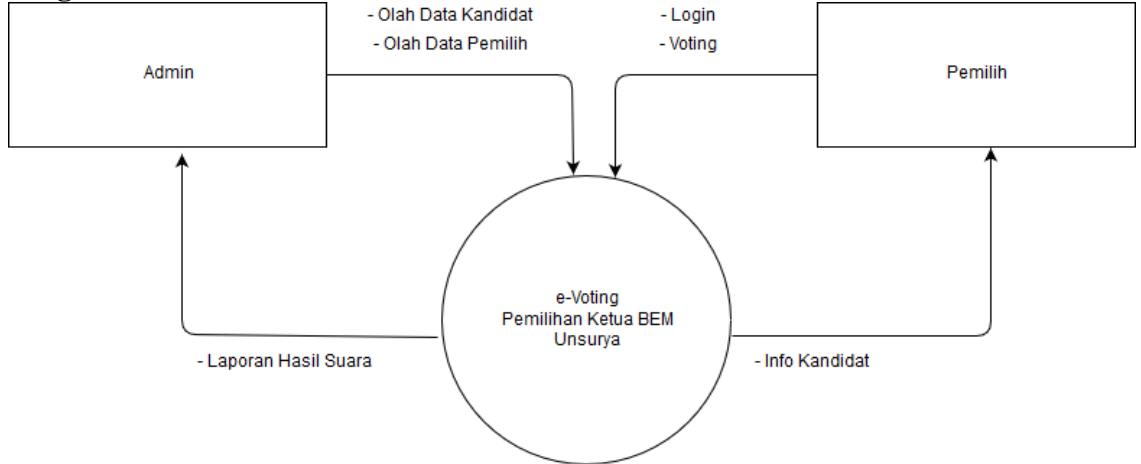 - Olah Data Kandidat
- Olah Data Pemilih
- Login
- Voting
Admin
Pemilih
e-Voting
Pemilihan Ketua BEM
Unsurya
- Laporan Hasil Suara
- Info Kandidat